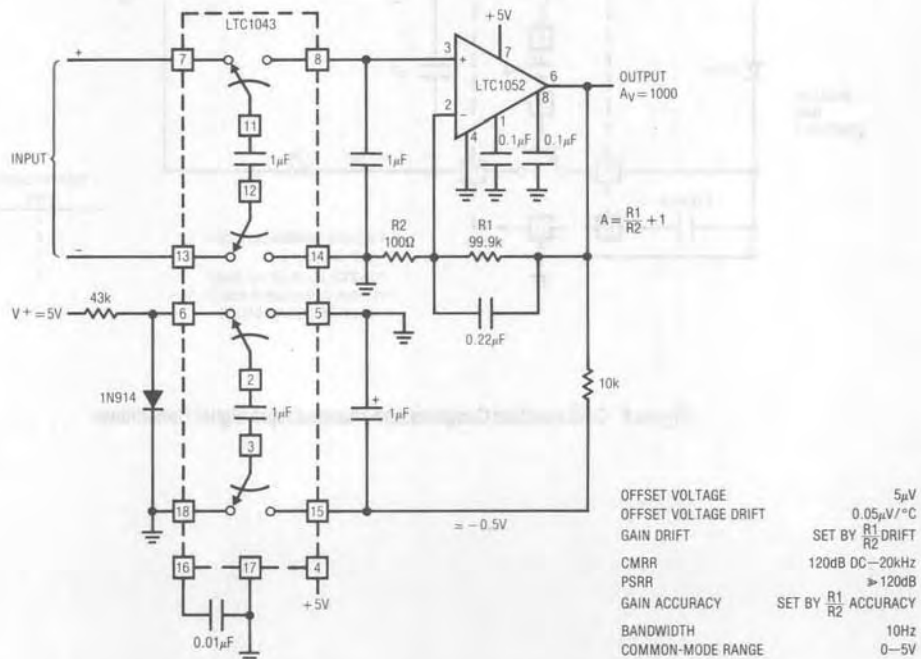 LTC1043
+5V
+
7
8
3
7
+
LTC1052
6
OUTPUT
AV=1000
2
−
8
11
4
1
0.1µF
0.1µF
INPUT
1µF
1µF
12
R2
100Ω
R1
99.9k
A=R1/R2+1
−
13
14
0.22µF
V+=5V
43k
6
5
2
10k
1N914
1µF
+
1µF
3
18
15
≃−0.5V
16
17
4
+5V
0.01µF
OFFSET VOLTAGE 5µV
OFFSET VOLTAGE DRIFT 0.05µV/°C
GAIN DRIFT SET BY R1/R2 DRIFT
CMRR 120dB DC—20kHz
PSRR ⩾120dB
GAIN ACCURACY SET BY R1/R2 ACCURACY
BANDWIDTH 10Hz
COMMON-MODE RANGE 0—5V